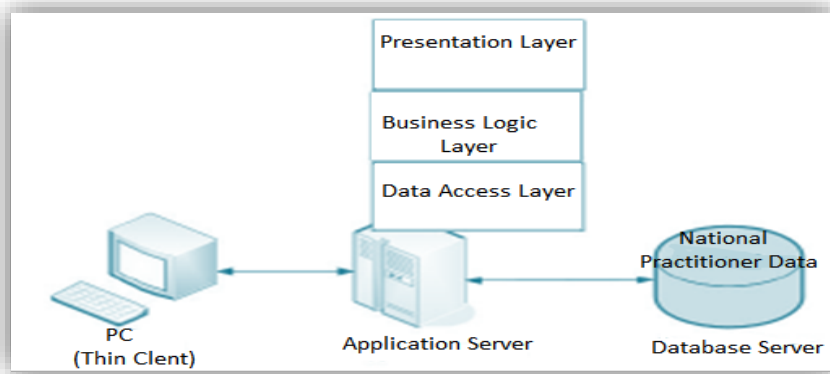 Presentation Layer
Business Logic
Layer
Data Access Layer
National
Practitioner Data
PC
(Thin Clent)
Application Server
Database Server